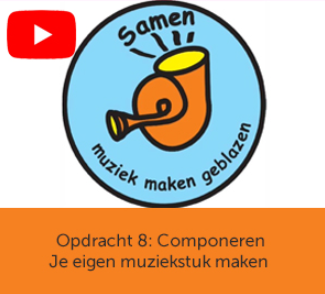 Samen
muziek maken geblazen
Opdracht 8: Componeren
Je eigen muziekstuk maken